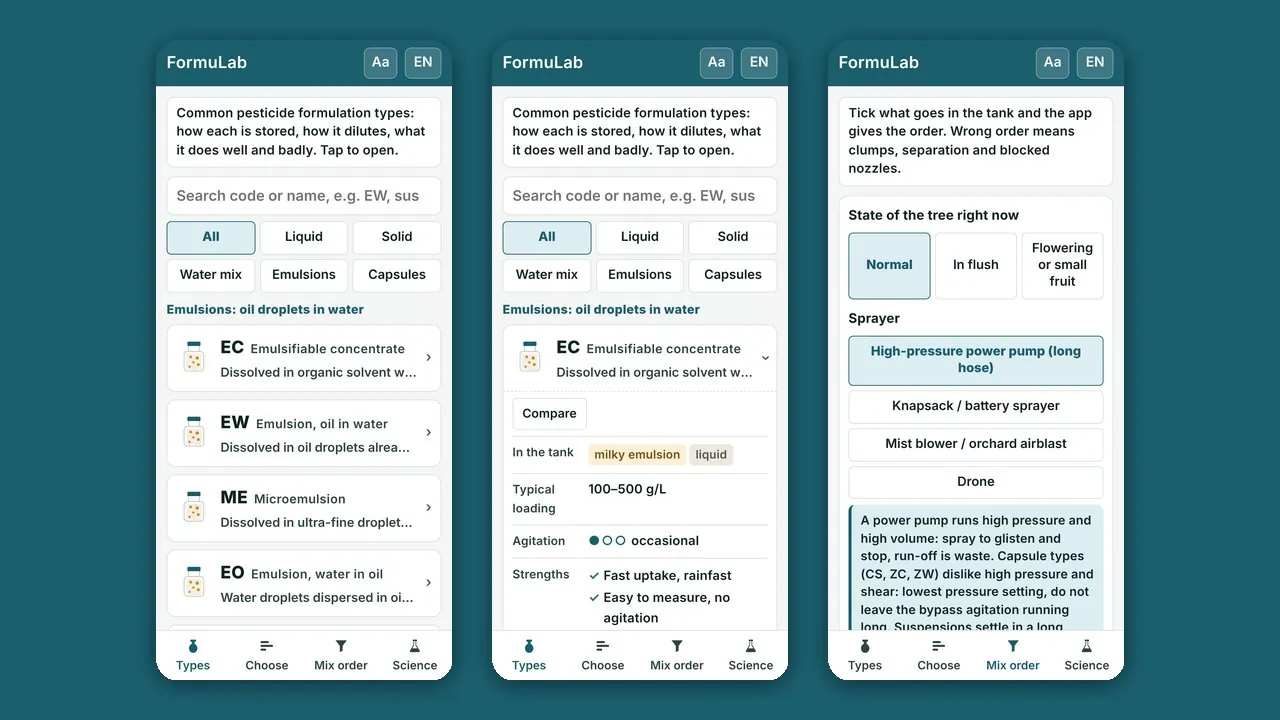 FormuLab
Aa
EN
Common pesticide formulation types:
how each is stored, how it dilutes, what
it does well and badly. Tap to open.
Search code or name, e.g. EW, sus
All
Liquid
Solid
Water mix
Emulsions
Capsules
Emulsions: oil droplets in water
EC Emulsifiable concentrate
Dissolved in organic solvent w...
EW Emulsion, oil in water
Dissolved in oil droplets alrea...
ME Microemulsion
Dissolved in ultra-fine droplet...
EO Emulsion, water in oil
Water droplets dispersed in oi...
Types
Choose
Mix order
Science
FormuLab
Aa
EN
Common pesticide formulation types:
how each is stored, how it dilutes, what
it does well and badly. Tap to open.
Search code or name, e.g. EW, sus
All
Liquid
Solid
Water mix
Emulsions
Capsules
Emulsions: oil droplets in water
EC Emulsifiable concentrate
Dissolved in organic solvent w...
Compare
In the tank
milky emulsion
liquid
Typical
loading
100–500 g/L
Agitation
occasional
Strengths
✓ Fast uptake, rainfast
✓ Easy to measure, no
agitation
Types
Choose
Mix order
Science
FormuLab
Aa
EN
Tick what goes in the tank and the app
gives the order. Wrong order means
clumps, separation and blocked
nozzles.
State of the tree right now
Normal
In flush
Flowering
or small
fruit
Sprayer
High-pressure power pump (long
hose)
Knapsack / battery sprayer
Mist blower / orchard airblast
Drone
A power pump runs high pressure and
high volume: spray to glisten and
stop, run-off is waste. Capsule types
(CS, ZC, ZW) dislike high pressure and
shear: lowest pressure setting, do not
leave the bypass agitation running
long. Suspensions settle in a long
Types
Choose
Mix order
Science